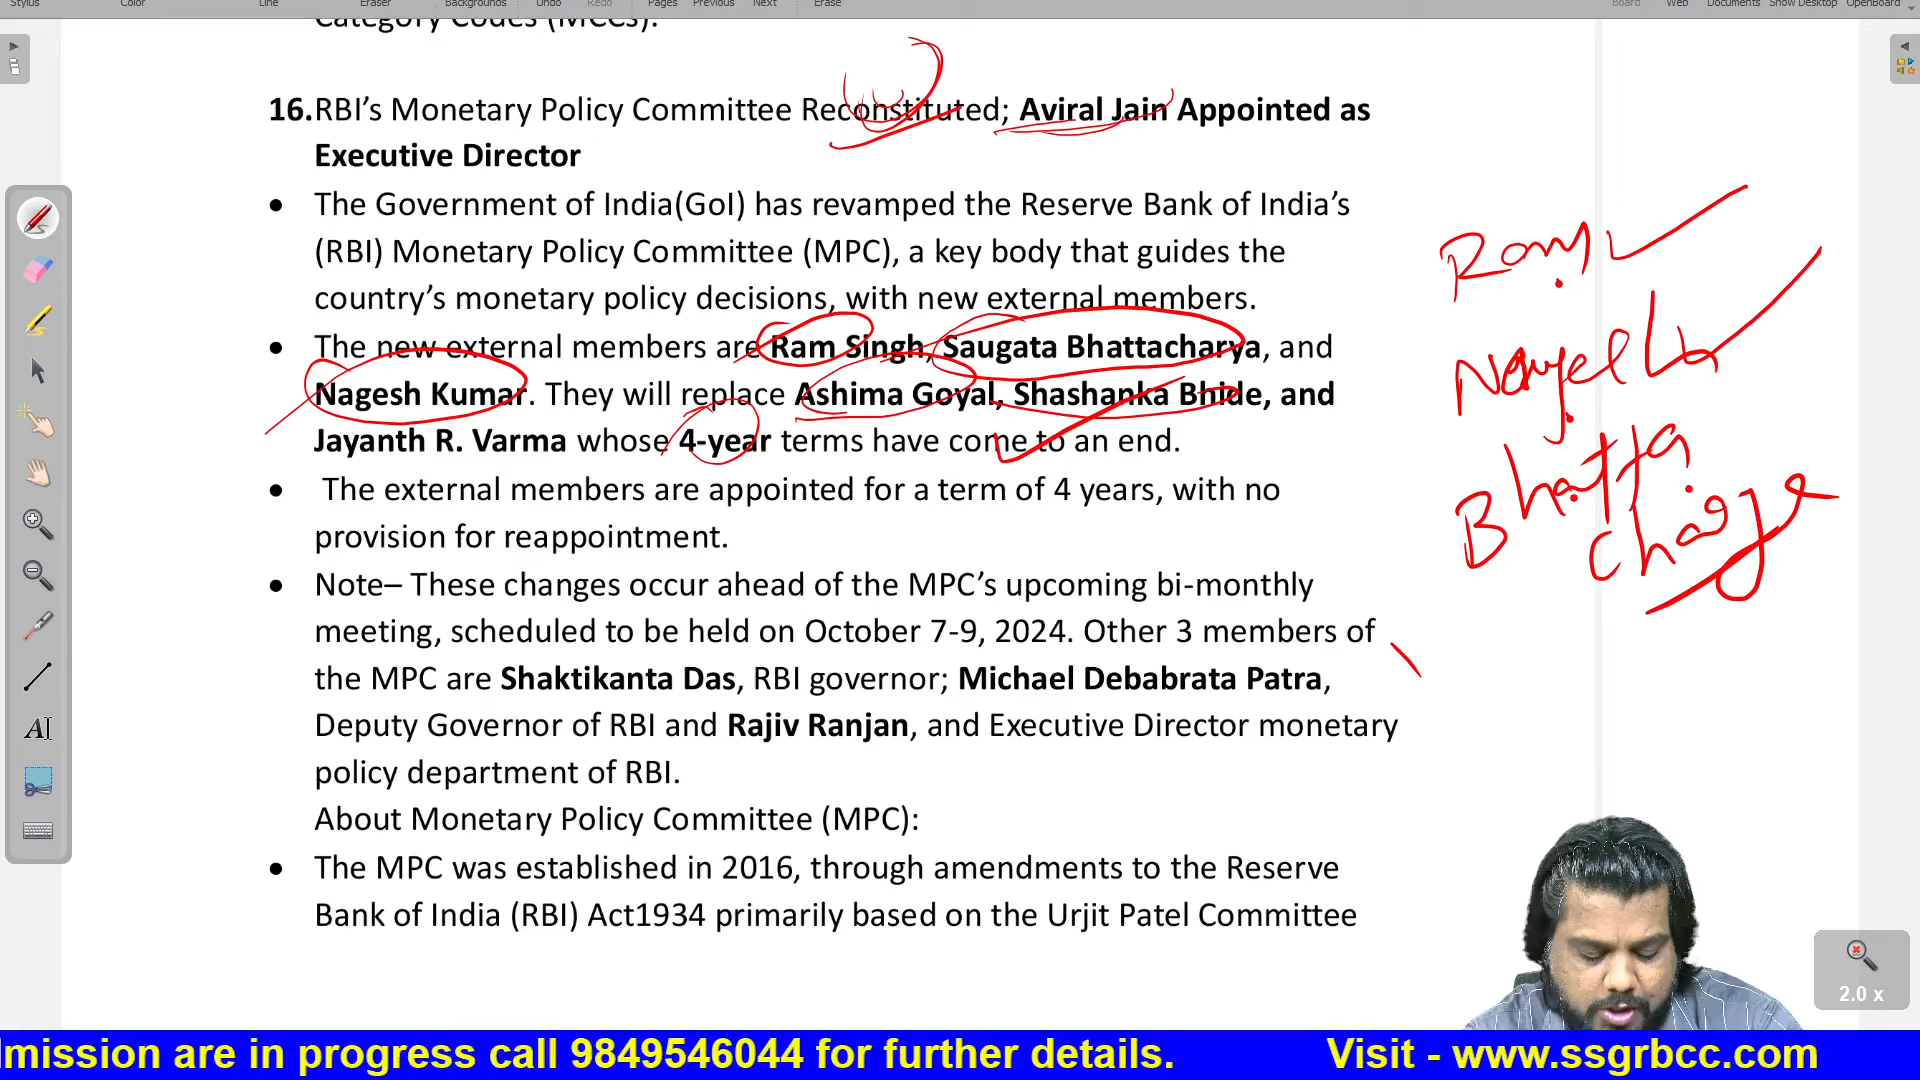 Stylus Color Line Eraser Backgrounds Undo Redo Pages Previous Next Erase Board Web Documents Show Desktop OpenBoard
Category Codes (MCCs).
16. RBI’s Monetary Policy Committee Reconstituted; Aviral Jain Appointed as
Executive Director
• The Government of India(GoI) has revamped the Reserve Bank of India’s
(RBI) Monetary Policy Committee (MPC), a key body that guides the
country’s monetary policy decisions, with new external members.
• The new external members are Ram Singh, Saugata Bhattacharya, and
Nagesh Kumar. They will replace Ashima Goyal, Shashanka Bhide, and
Jayanth R. Varma whose 4-year terms have come to an end.
• The external members are appointed for a term of 4 years, with no
provision for reappointment.
• Note– These changes occur ahead of the MPC’s upcoming bi-monthly
meeting, scheduled to be held on October 7-9, 2024. Other 3 members of
the MPC are Shaktikanta Das, RBI governor; Michael Debabrata Patra,
Deputy Governor of RBI and Rajiv Ranjan, and Executive Director monetary
policy department of RBI.
About Monetary Policy Committee (MPC):
• The MPC was established in 2016, through amendments to the Reserve
Bank of India (RBI) Act1934 primarily based on the Urjit Patel Committee
Bhatta
2.0 x
dmission are in progress call 9849546044 for further details. Visit - www.ssgrbcc.com